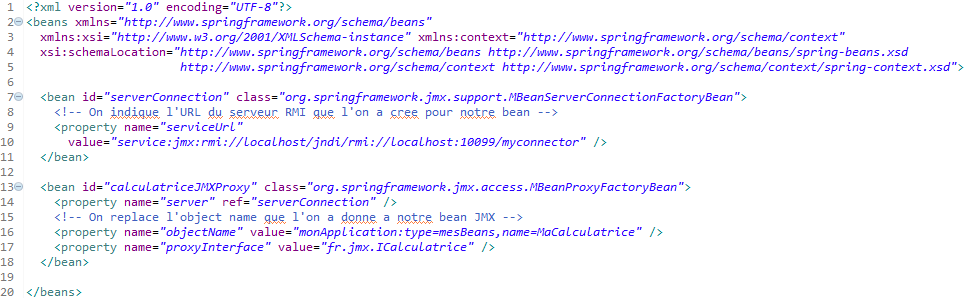 1 <?xml version="1.0" encoding="UTF-8"?>
2 <beans xmlns="http://www.springframework.org/schema/beans"
3 xmlns:xsi="http://www.w3.org/2001/XMLSchema-instance" xmlns:context="http://www.springframework.org/schema/context"
4 xsi:schemaLocation="http://www.springframework.org/schema/beans http://www.springframework.org/schema/beans/spring-beans.xsd
5 http://www.springframework.org/schema/context http://www.springframework.org/schema/context/spring-context.xsd">
6
7 <bean id="serverConnection" class="org.springframework.jmx.support.MBeanServerConnectionFactoryBean">
8 <!-- On indique l'URL du serveur RMI que l'on a cree pour notre bean -->
9 <property name="serviceUrl"
10 value="service:jmx:rmi://localhost/jndi/rmi://localhost:10099/myconnector" />
11 </bean>
12
13 <bean id="calculatriceJMXProxy" class="org.springframework.jmx.access.MBeanProxyFactoryBean">
14 <property name="server" ref="serverConnection" />
15 <!-- On replace l'object name que l'on a donne a notre bean JMX -->
16 <property name="objectName" value="monApplication:type=mesBeans,name=MaCalculatrice" />
17 <property name="proxyInterface" value="fr.jmx.ICalculatrice" />
18 </bean>
19
20 </beans>